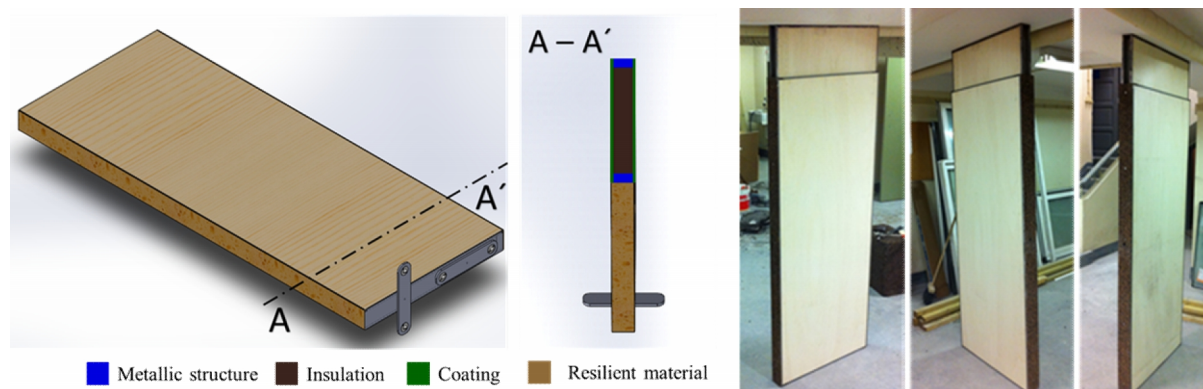 A – A´
A´
A
Metallic structure
Insulation
Coating
Resilient material